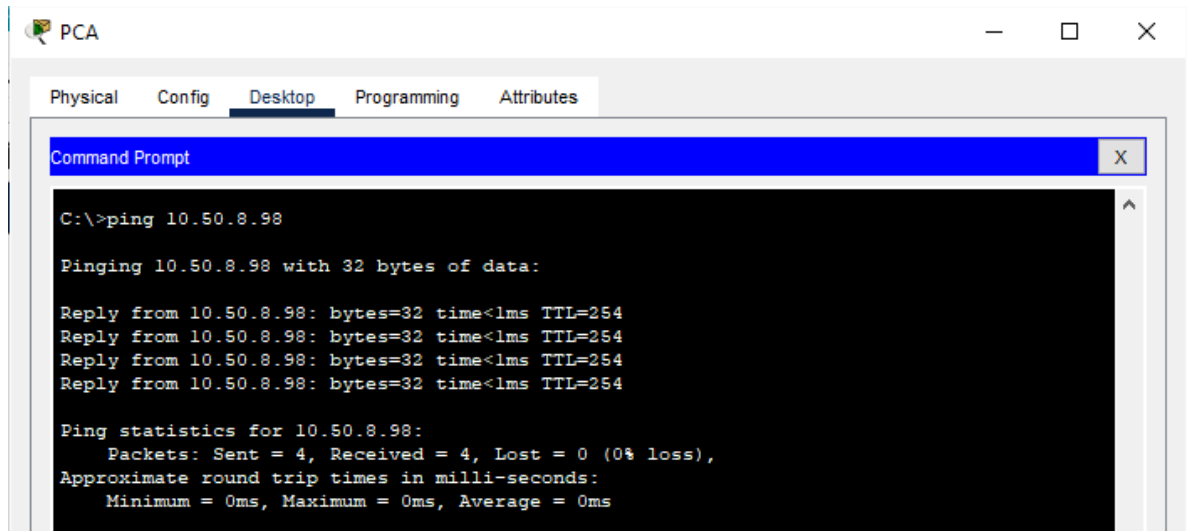 PCA
Physical Config Desktop Programming Attributes
Command Prompt X
C:\>ping 10.50.8.98
Pinging 10.50.8.98 with 32 bytes of data:
Reply from 10.50.8.98: bytes=32 time<1ms TTL=254
Reply from 10.50.8.98: bytes=32 time<1ms TTL=254
Reply from 10.50.8.98: bytes=32 time<1ms TTL=254
Reply from 10.50.8.98: bytes=32 time<1ms TTL=254
Ping statistics for 10.50.8.98:
Packets: Sent = 4, Received = 4, Lost = 0 (0% loss),
Approximate round trip times in milli-seconds:
Minimum = 0ms, Maximum = 0ms, Average = 0ms